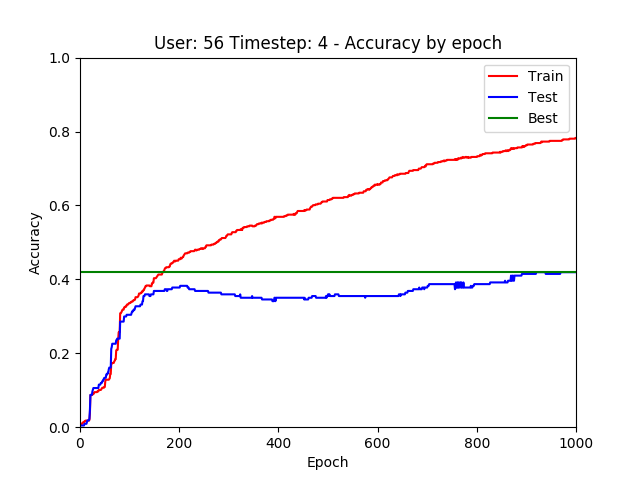 User: 56 Timestep: 4 - Accuracy by epoch
1.0
0.8
0.6
0.4
0.2
0.0
Accuracy
Train
Test
Best
0 200 400 600 800 1000
Epoch